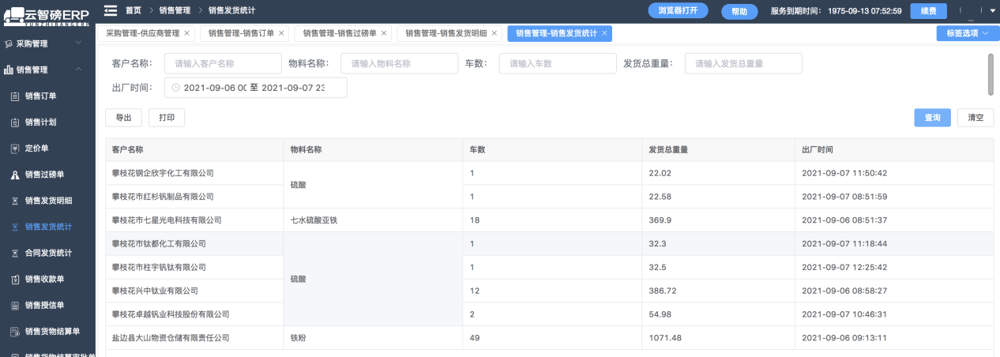 云智磅ERP
YUNZHIBANGERP
首页 > 销售管理 > 销售发货统计
浏览器打开
帮助
服务到期时间： 1975-09-13 07:52:59
续费
采购管理-供应商管理 ×
销售管理-销售订单 ×
销售管理-销售过磅单 ×
销售管理-销售发货明细 ×
销售管理-销售发货统计 ×
标签选项
采购管理
销售管理
销售订单
销售计划
定价单
销售过磅单
销售发货明细
销售发货统计
合同发货统计
销售收款单
销售授信单
销售货物结算单
销售货物结算审批单
客户名称： 请输入客户名称 物料名称： 请输入物料名称 车数： 请输入车数 发货总重量： 请输入发货总重量
出厂时间： 2021-09-06 00 至 2021-09-07 23
导出 打印 查询 清空
客户名称 物料名称 车数 发货总重量 出厂时间
攀枝花钢企欣宇化工有限公司 硫酸 1 22.02 2021-09-07 11:50:42
攀枝花市红杉钒制品有限公司 1 22.58 2021-09-07 08:51:59
攀枝花市七星光电科技有限公司 七水硫酸亚铁 18 369.9 2021-09-06 08:51:37
攀枝花市钛都化工有限公司 硫酸 1 32.3 2021-09-07 11:18:44
攀枝花市柱宇钒钛有限公司 1 32.5 2021-09-07 12:25:42
攀枝花兴中钛业有限公司 12 386.72 2021-09-06 08:58:27
攀枝花卓越钒业科技股份有限公司 2 54.98 2021-09-07 10:46:31
盐边县大山物资仓储有限责任公司 铁粉 49 1071.48 2021-09-06 09:13:11